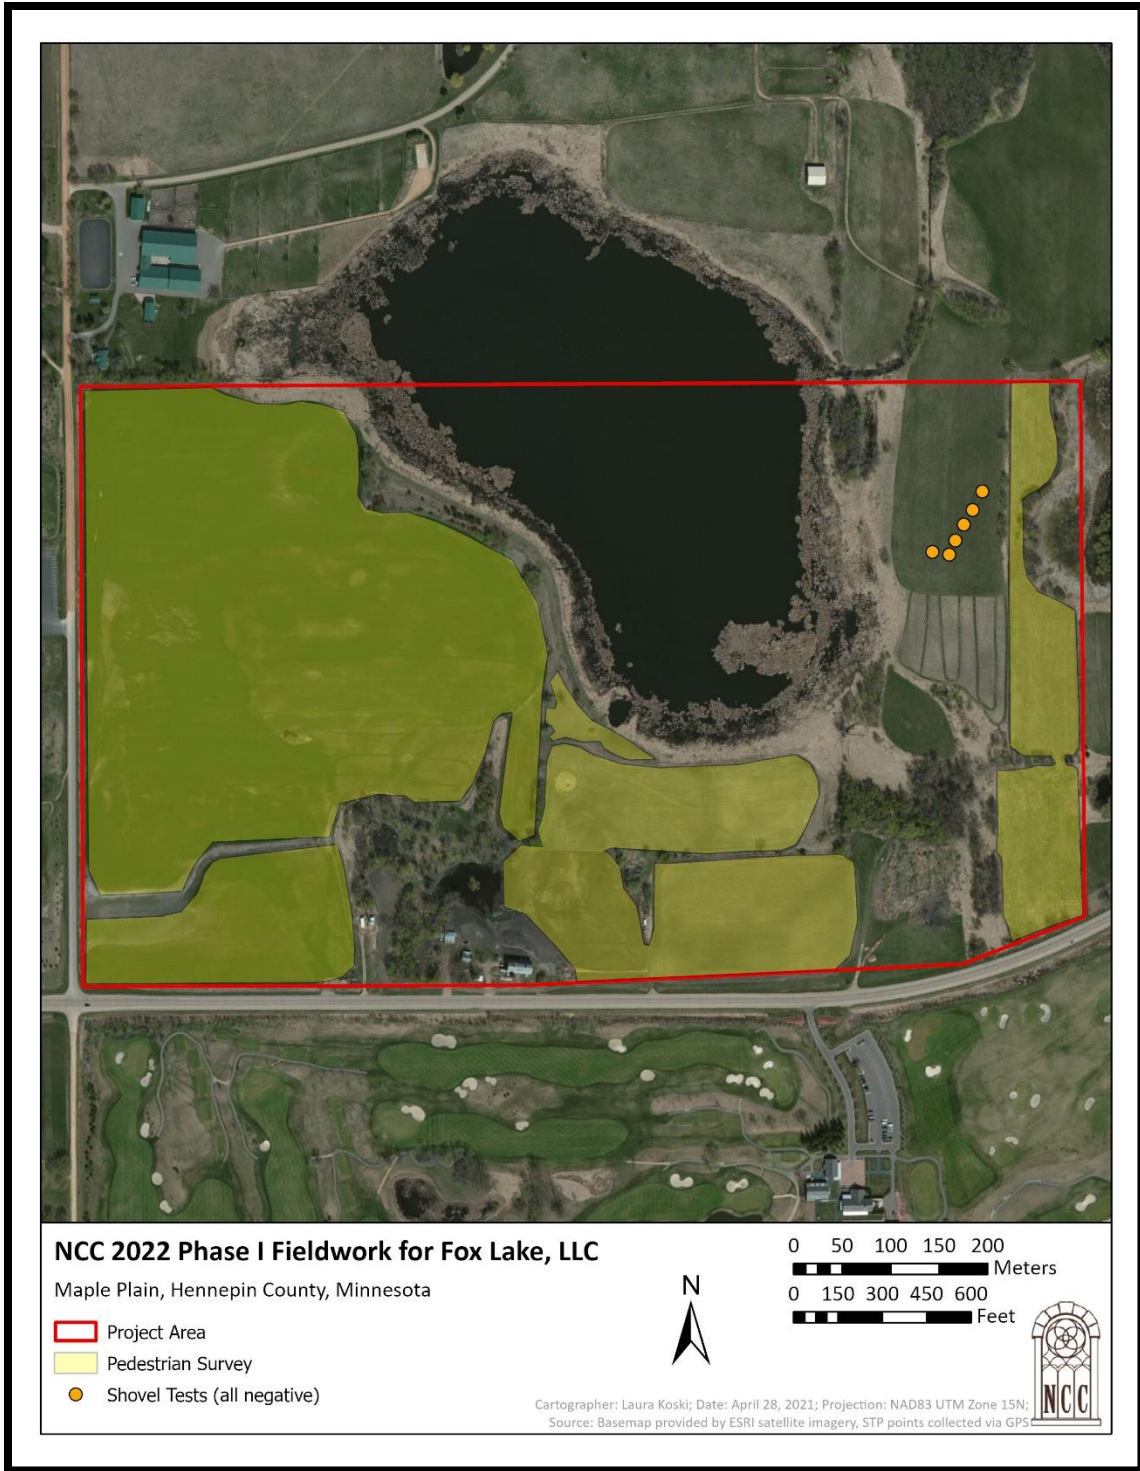 NCC 2022 Phase I Fieldwork for Fox Lake, LLC
Maple Plain, Hennepin County, Minnesota
Project Area
Pedestrian Survey
Shovel Tests (all negative)
N
0 50 100 150 200
Meters
0 150 300 450 600
Feet
NCC
Cartographer: Laura Koski; Date: April 28, 2021; Projection: NAD83 UTM Zone 15N;
Source: Basemap provided by ESRI satellite imagery, STP points collected via GPS